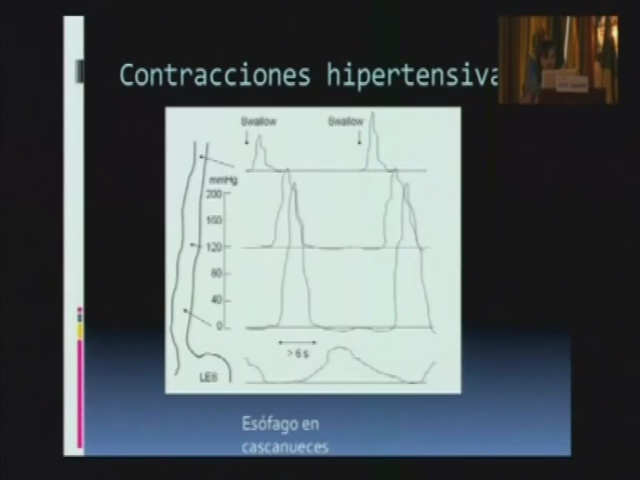 Contracciones hipertensiva
Swallow Swallow
mmHg
200
160
120
80
40
0
> 6 s
LES
Esófago en
cascanueces